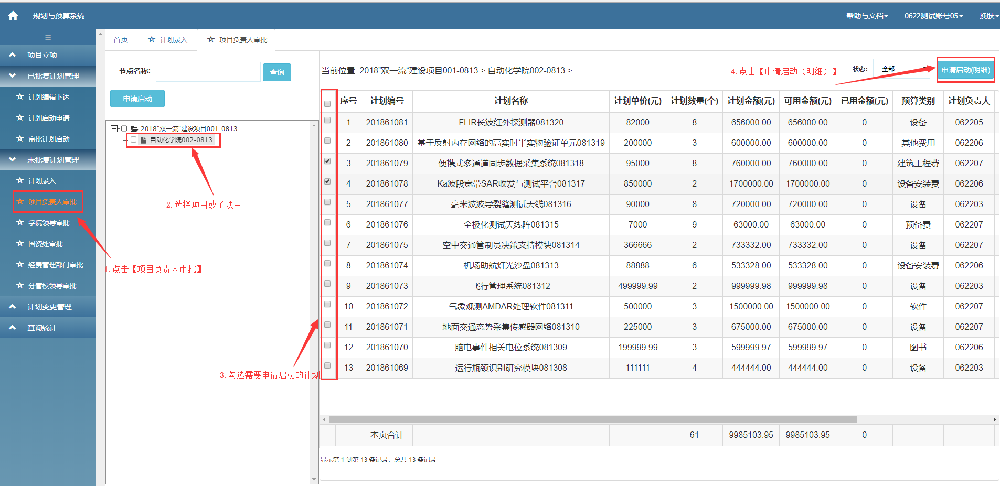 规划与预算系统
帮助与文档 0622测试账号05 换肤
首页 计划录入 项目负责人审批
项目立项
已批复计划管理
计划编辑下达
计划启动申请
审批计划启动
未批复计划管理
计划录入
项目负责人审批
学院领导审批
国资处审批
经费管理部门审批
分管校领导审批
计划变更管理
查询统计
节点名称: 查询
申请启动
2018"双一流"建设项目001-0813
自动化学院002-0813
1.点击【项目负责人审批】
2.选择项目或子项目
3.勾选需要申请启动的计划
当前位置 :2018"双一流“建设项目001-0813 > 自动化学院002-0813 >
4.点击【申请启动（明细）】
状态: 全部 申请启动(明细)
序号 计划编号 计划名称 计划单价(元) 计划数量(个) 计划金额(元) 可用金额(元) 已用金额(元) 预算类别 计划负责人
1 201861081 FLIR长波红外探测器081320 82000 8 656000.00 656000.00 0 设备 062205
2 201861080 基于反射内存网络的高实时半实物验证单元081319 200000 3 600000.00 600000.00 0 其他费用 062206
3 201861079 便携式多通道同步数据采集系统081318 95000 8 760000.00 760000.00 0 建筑工程费 062207
4 201861078 Ka波段宽带SAR收发与测试平台081317 850000 2 1700000.00 1700000.00 0 设备安装费 062206
5 201861077 毫米波波导裂缝测试天线081316 90000 8 720000.00 720000.00 0 设备 062203
6 201861076 全极化测试天线阵081315 7000 9 63000.00 63000.00 0 预备费 062207
7 201861075 空中交通管制员决策支持模块081314 366666 2 733332.00 733332.00 0 设备 062207
8 201861074 机场助航灯光沙盘081313 88888 6 533328.00 533328.00 0 设备安装费 062206
9 201861073 飞行管理系统081312 499999.99 2 999999.98 999999.98 0 设备 062203
10 201861072 气象观测AMDAR处理软件081311 500000 3 1500000.00 1500000.00 0 软件 062207
11 201861071 地面交通态势采集传感器网络081310 225000 3 675000.00 675000.00 0 设备 062207
12 201861070 脑电事件相关电位系统081309 199999.99 3 599999.97 599999.97 0 图书 062206
13 201861069 运行瓶颈识别研究模块081308 111111 4 444444.00 444444.00 0 设备 062203
本页合计 61 9985103.95 9985103.95 0
显示第 1 到第 13 条记录，总共 13 条记录